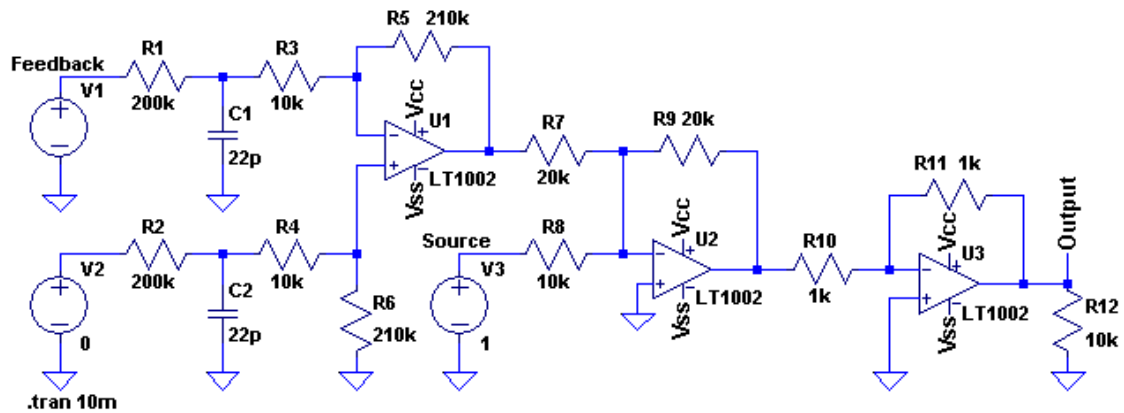 R5 210k
R1
R3
Feedback
V1
200k
10k
Vcc
U1
C1
22p
Vss
LT1002
R7
20k
R9 20k
R11 1k
Output
R2
R4
Source
V2
200k
10k
V3
R8
10k
Vcc
U2
R10
1k
Vcc
U3
C2
22p
R6
210k
Vss
LT1002
Vss
LT1002
R12
10k
0
1
.tran 10m